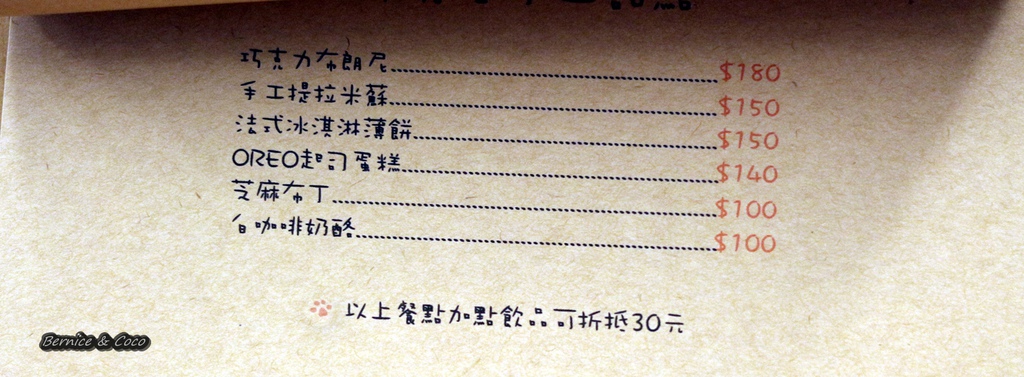 巧克力布朗尼 $180
手工提拉米蘇 $150
法式冰淇淋薄餅 $150
OREO起司蛋糕 $140
芝麻布丁 $100
白咖啡奶酪 $100
以上餐點加點飲品可折抵30元
Bernice & Coco